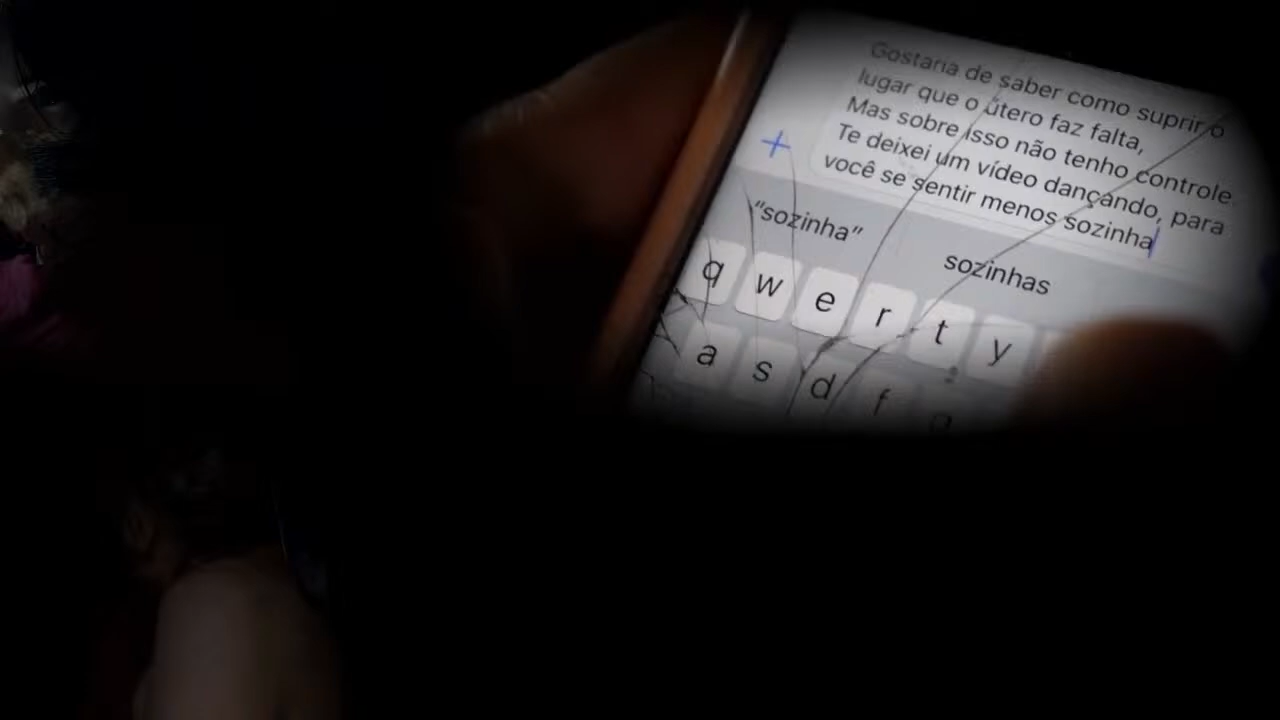 Gostaria de saber como suprir o
lugar que o útero faz falta,
Mas sobre isso não tenho controle.
Te deixei um vídeo dançando, para
você se sentir menos sozinha
"sozinha" sozinhas
q w e r t y
a s d f g